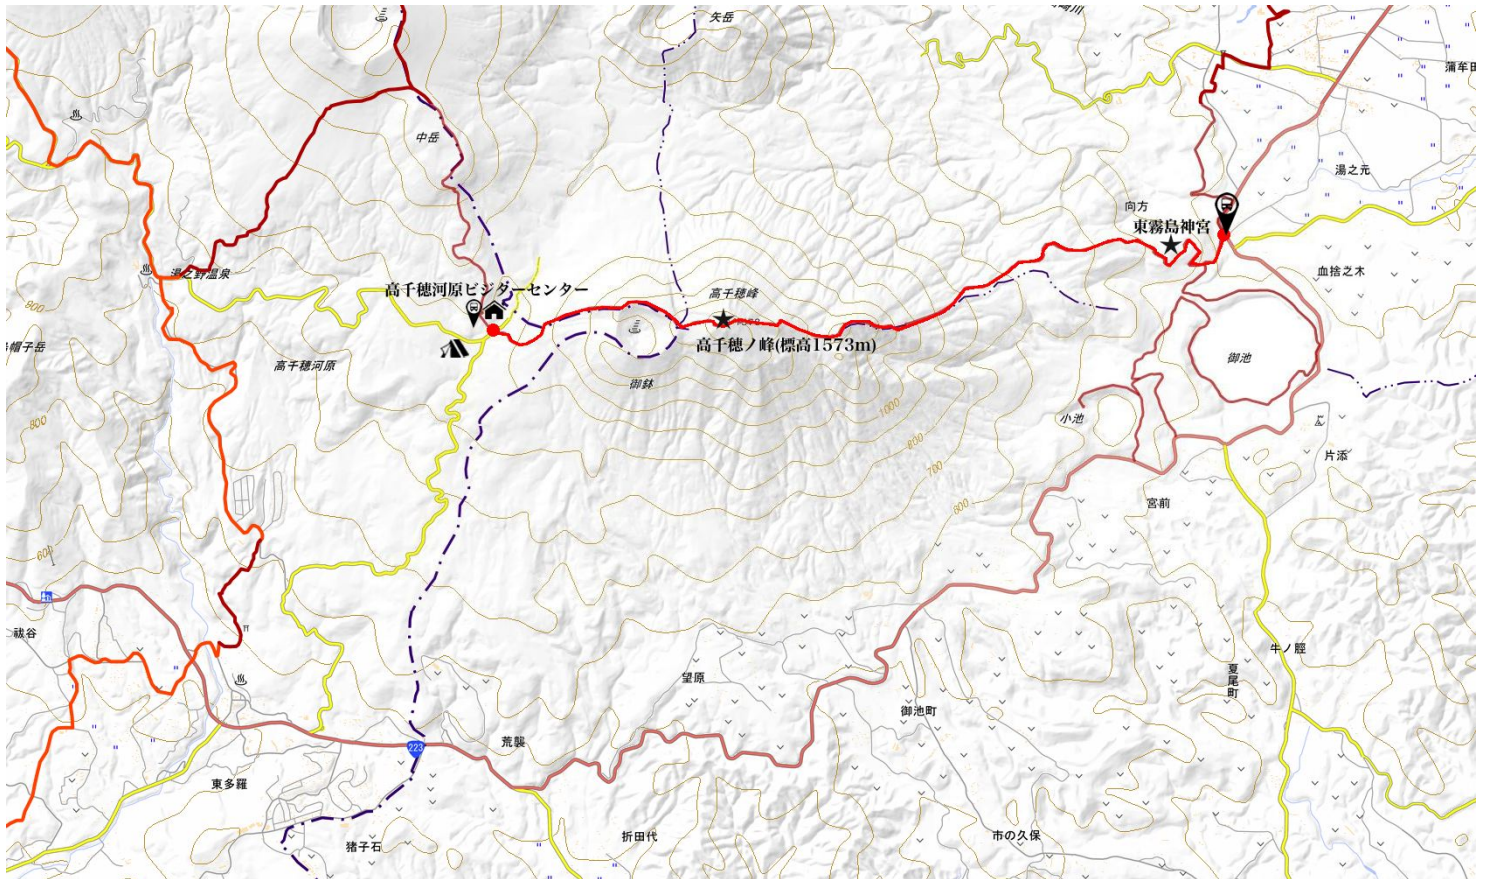 矢岳
蒲牟田
中岳
湯之元
向方
東霧島神宮
湯之野温泉
血捨之木
高千穂河原ビジターセンター
高千穂峰
800
高千穂ノ峰(標高1573m)
御池
高千穂河原
御鉢
1000
小池
800
800
700
片添
600
宮前
600
祓谷
牛ノ脛
夏尾町
望原
御池町
223
荒襲
東多羅
折田代
市の久保
猪子石